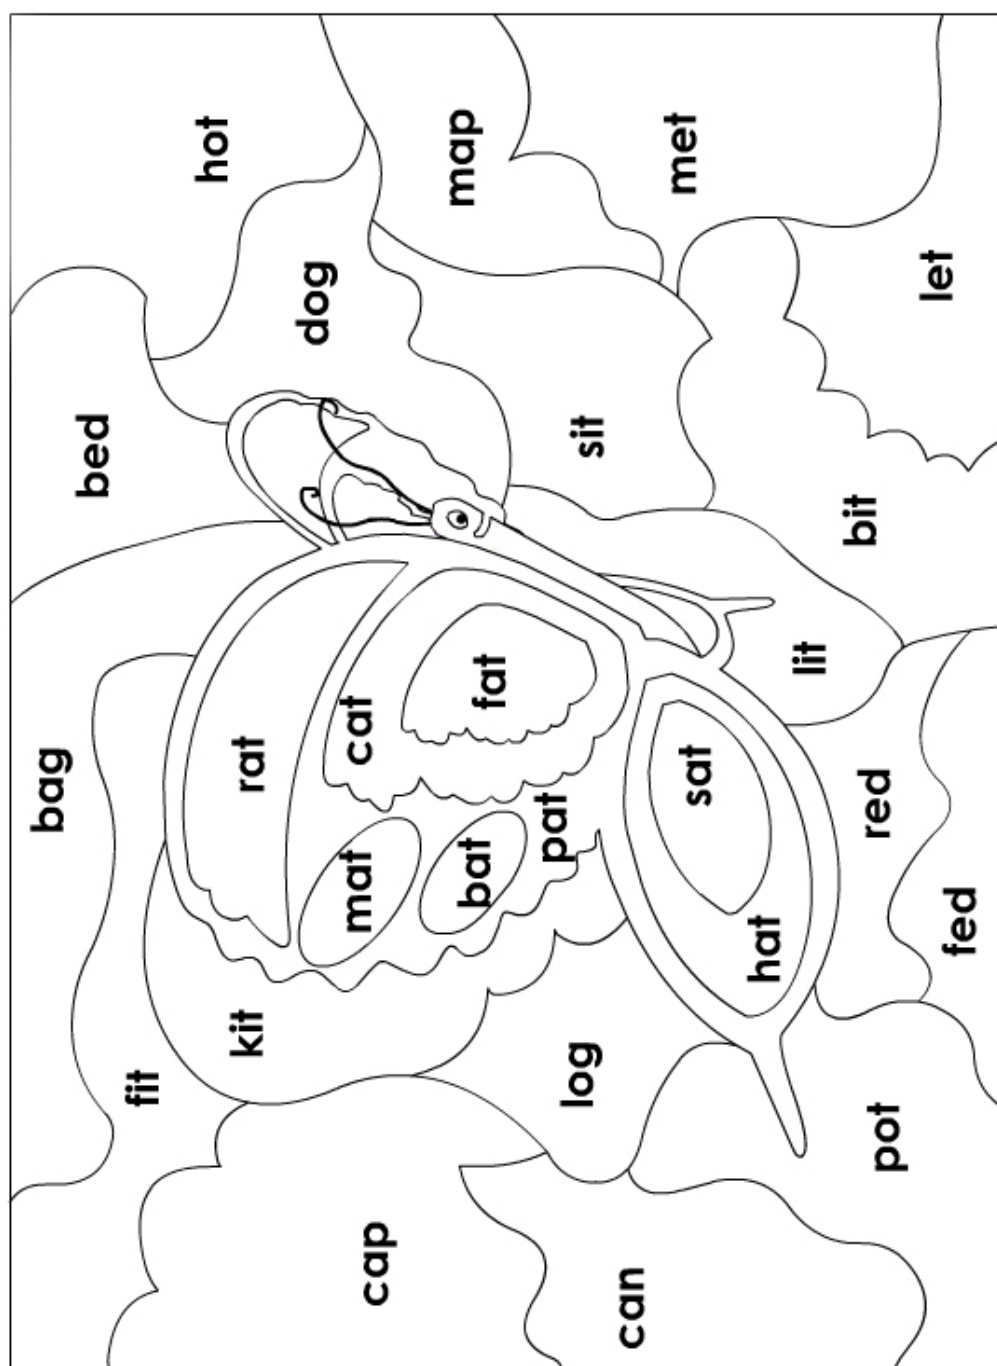 bag
bed
fit
hot
kit
rat
dog
cap
mat
cat
map
bat
fat
pat
log
sit
can
met
sat
hat
lit
bit
red
pot
let
fed